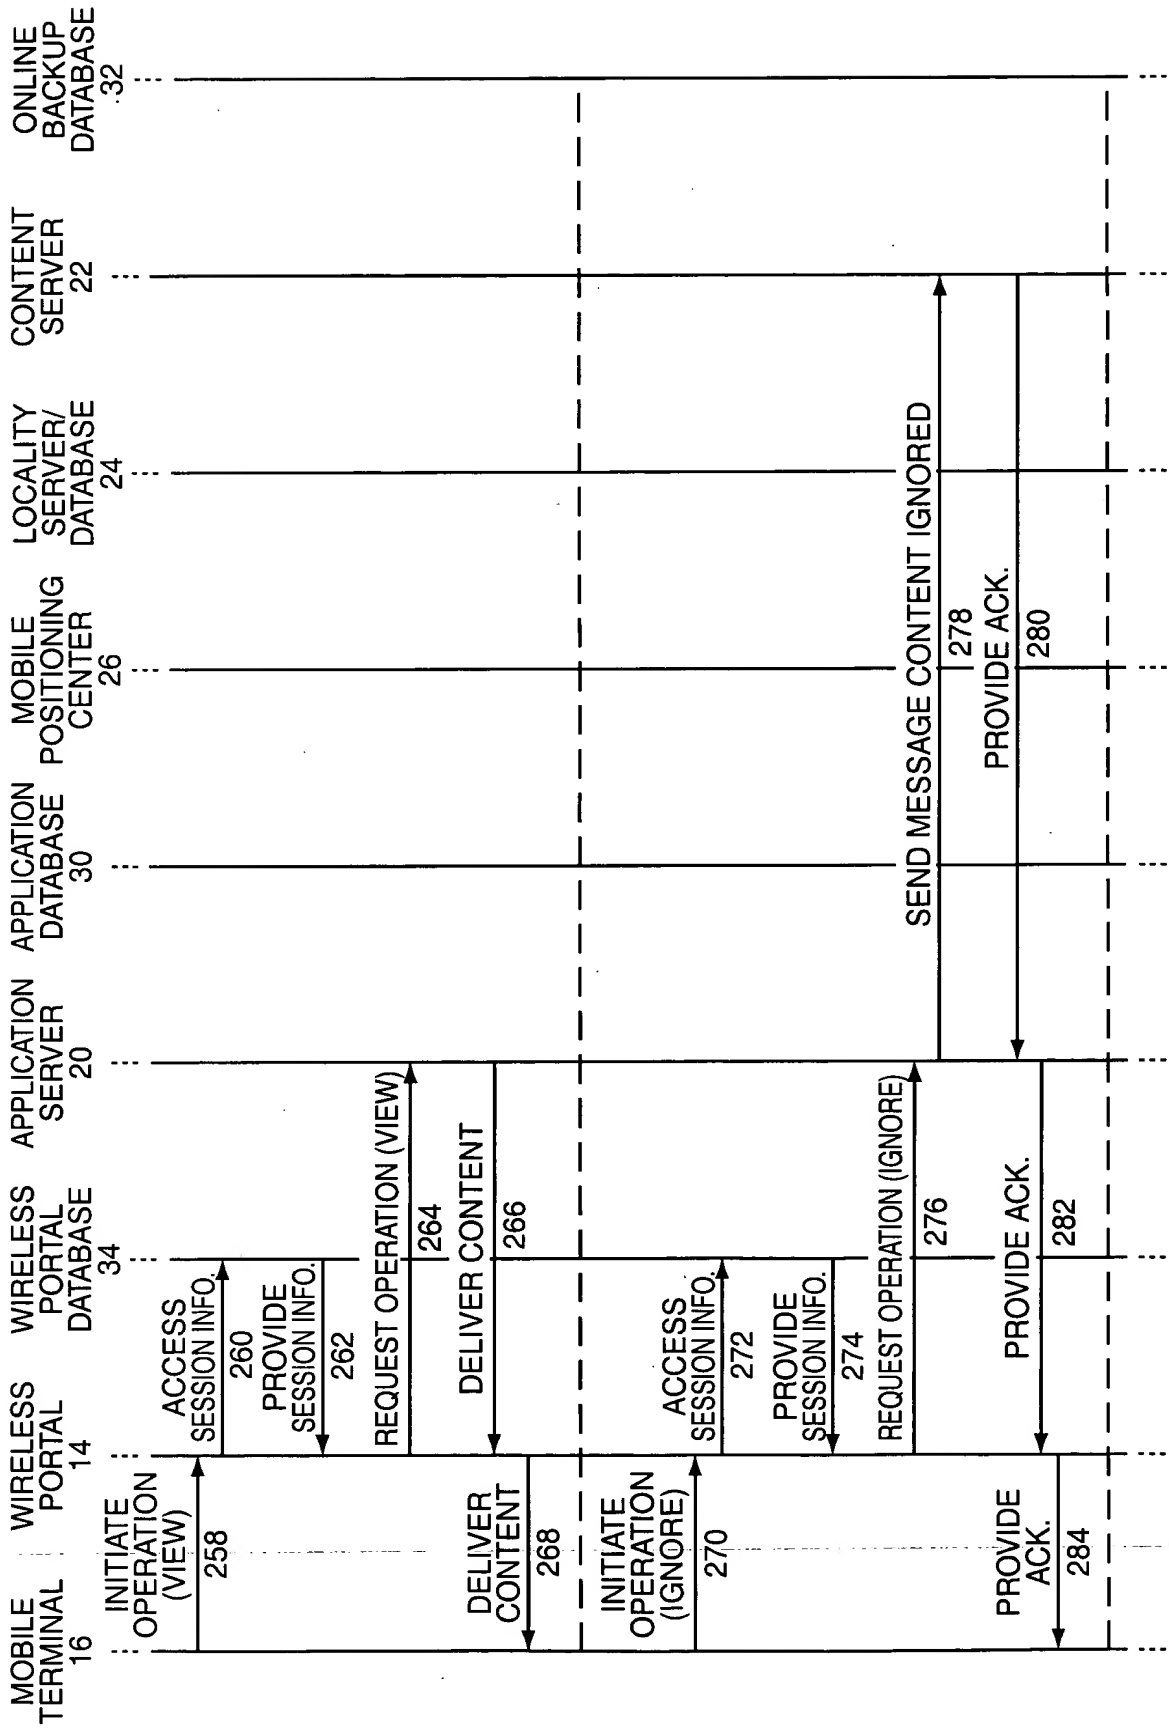 MOBILE
TERMINAL
16
WIRELESS
PORTAL
14
WIRELESS
PORTAL
DATABASE
34
APPLICATION
SERVER
20
APPLICATION
DATABASE
30
MOBILE
POSITIONING
CENTER
26
LOCALITY
SERVER/
DATABASE
24
CONTENT
SERVER
22
ONLINE
BACKUP
DATABASE
32
INITIATE
OPERATION
(VIEW)
258
ACCESS
SESSION INFO.
260
PROVIDE
SESSION INFO.
262
REQUEST OPERATION (VIEW)
264
DELIVER CONTENT
266
DELIVER
CONTENT
268
INITIATE
OPERATION
(IGNORE)
270
ACCESS
SESSION INFO.
272
PROVIDE
SESSION INFO.
274
REQUEST OPERATION (IGNORE)
276
SEND MESSAGE CONTENT IGNORED
278
PROVIDE ACK.
280
PROVIDE ACK.
282
PROVIDE
ACK.
284